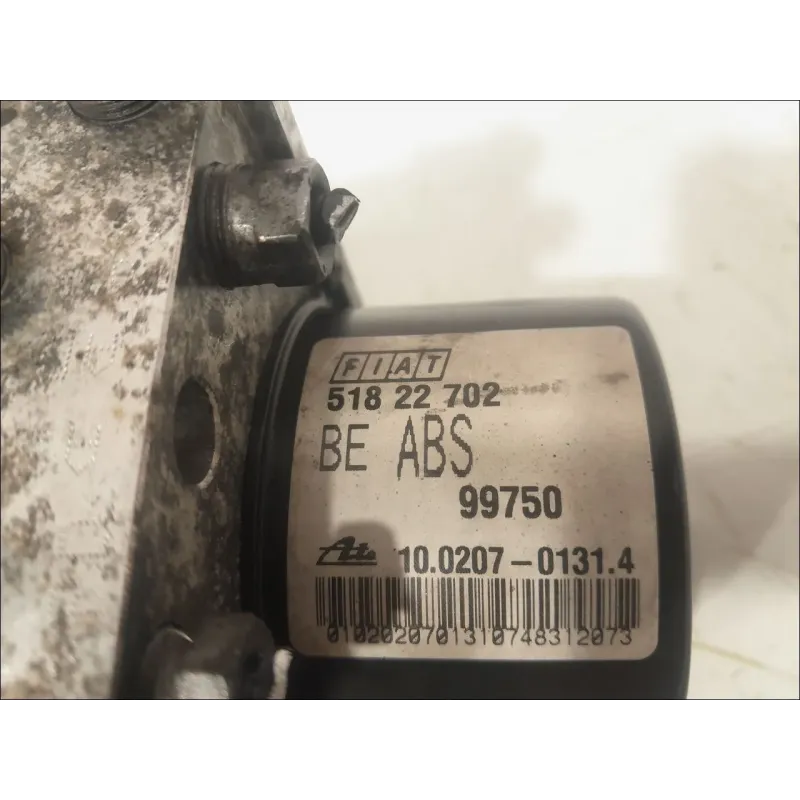 FIAT
518 22 702
BE ABS
99750
Ate 10.0207-0131.4
0102020701310748312073